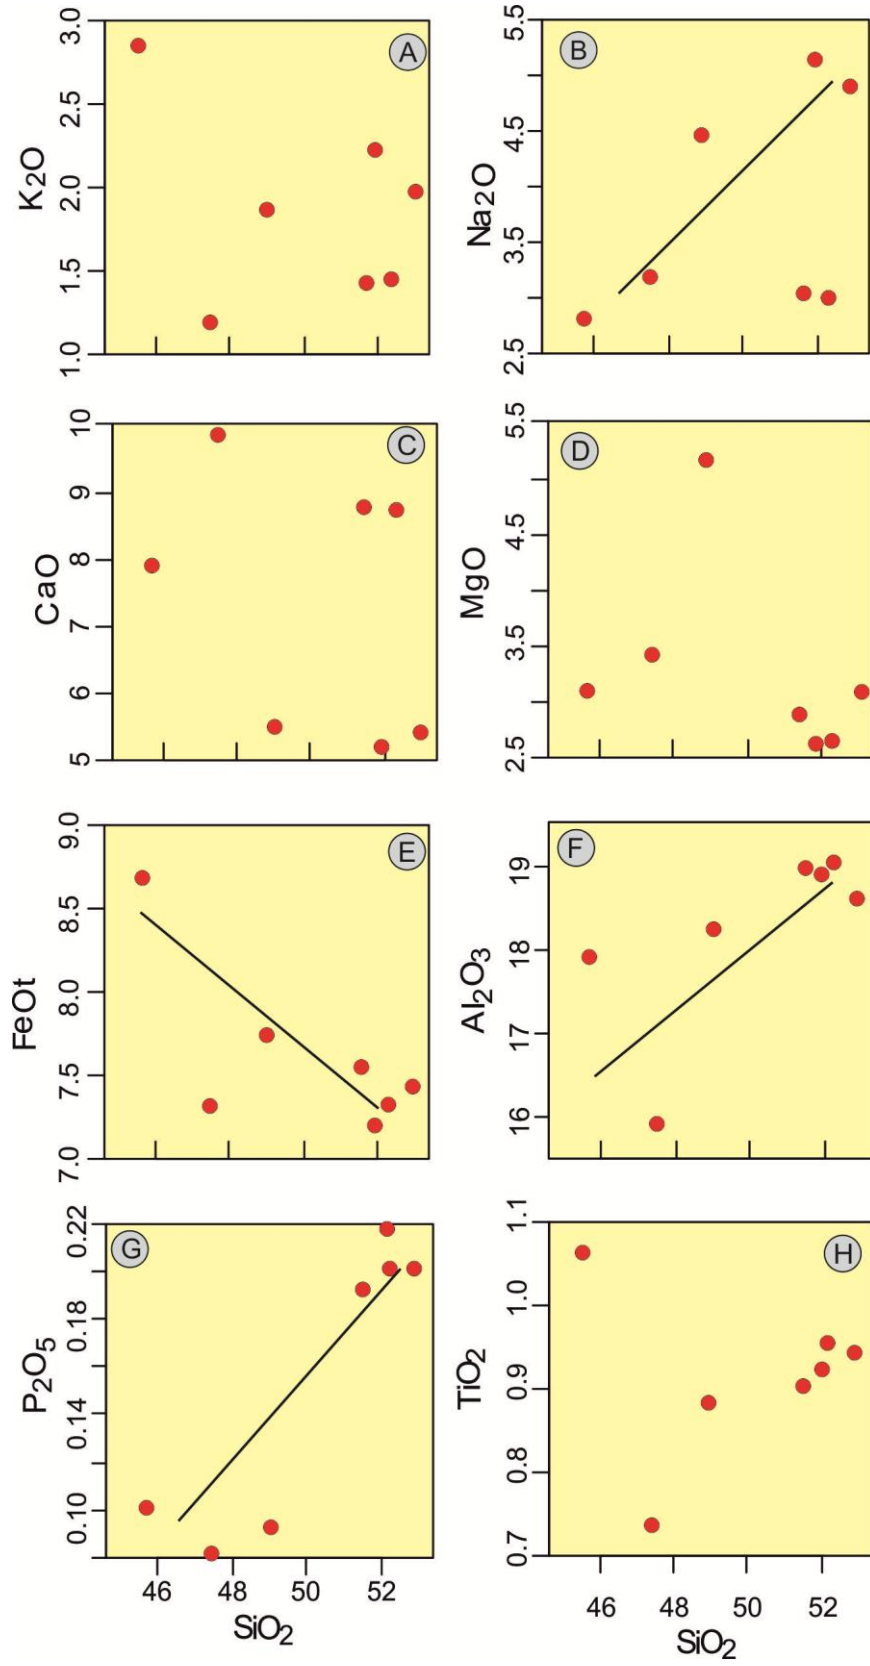 A
K2O
3.0
2.5
2.0
1.5
1.0
B
Na2O
5.5
4.5
3.5
2.5
C
CaO
10
9
8
7
6
5
D
MgO
5.5
4.5
3.5
2.5
E
FeOt
9.0
8.5
8.0
7.5
7.0
F
Al2O3
19
18
17
16
G
P2O5
0.22
0.18
0.14
0.10
46 48 50 52
SiO2
H
TiO2
1.1
1.0
0.9
0.8
0.7
46 48 50 52
SiO2